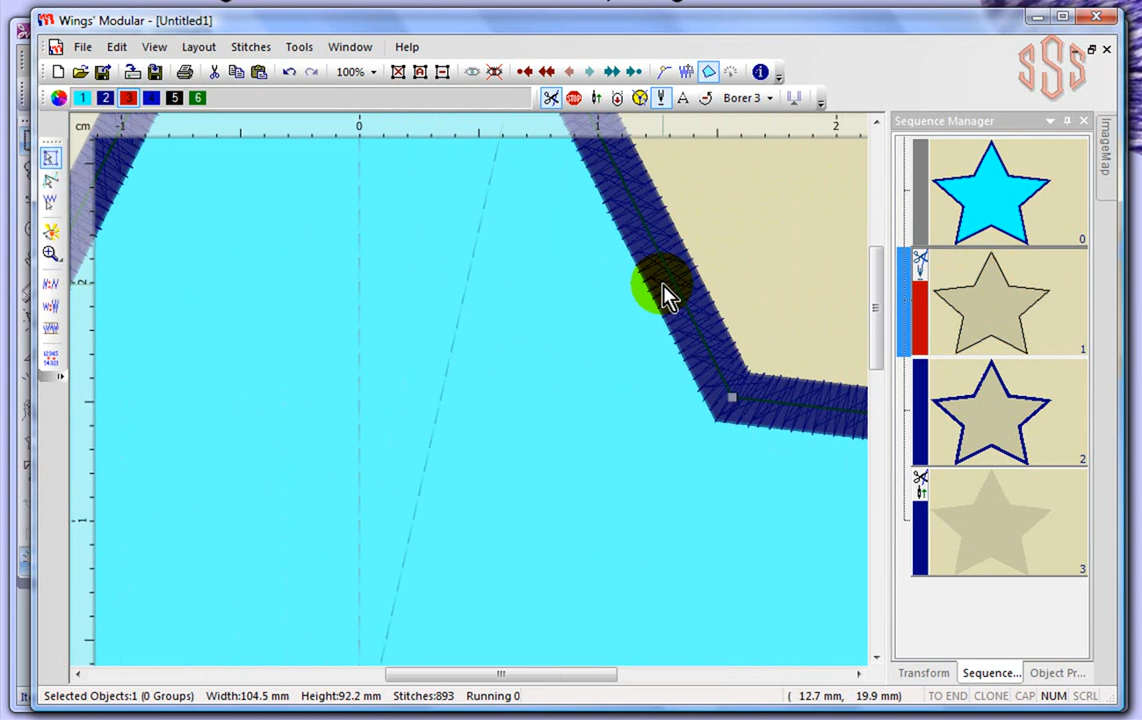 Wings' Modular - [Untitled1]
File Edit View Layout Stitches Tools Window Help
100%
1 2 3 4 5 6
Borer 3
cm -1 0 1 2
2
1
Sequence Manager
0
1
2
3
ImageMap
Transform Sequence... Object Pr...
Selected Objects:1 (0 Groups) Width:104.5 mm Height:92.2 mm Stitches:893 Running 0 ( 12.7 mm, 19.9 mm) TO END CLONE CAP NUM SCRL
SSS